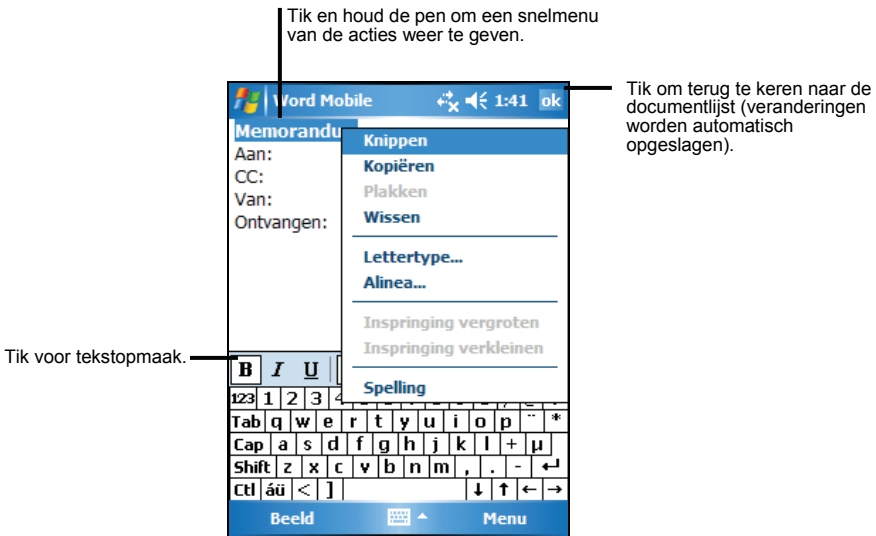 Tik en houd de pen om een snelmenu
van de acties weer te geven.
Tik om terug te keren naar de
documentlijst (veranderingen
worden automatisch
opgeslagen).
Word Mobile 1:41 ok
Memorandu
Aan:
CC:
Van:
Ontvangen:
Knippen
Kopiëren
Plakken
Wissen
Lettertype...
Alinea...
Inspringing vergroten
Inspringing verkleinen
Spelling
Tik voor tekstopmaak.
B I U
123 1 2 3 4
Tab q w e r t y u i o p ¨ *
Cap a s d f g h j k l + µ
Shift z x c v b n m , . - ↵
Ctl áü < ] ↓ ↑ ← →
Beeld Menu